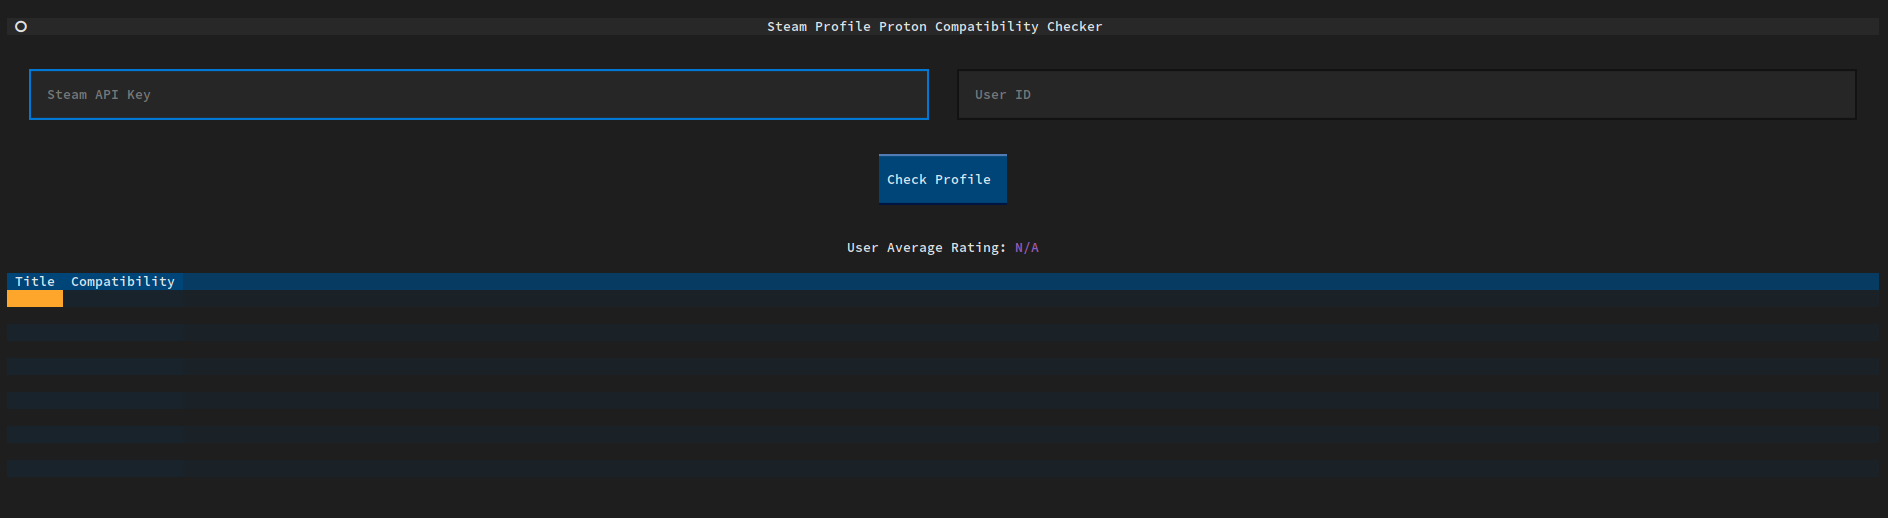 Steam Profile Proton Compatibility Checker
Steam API Key User ID
Check Profile
User Average Rating: N/A
Title Compatibility